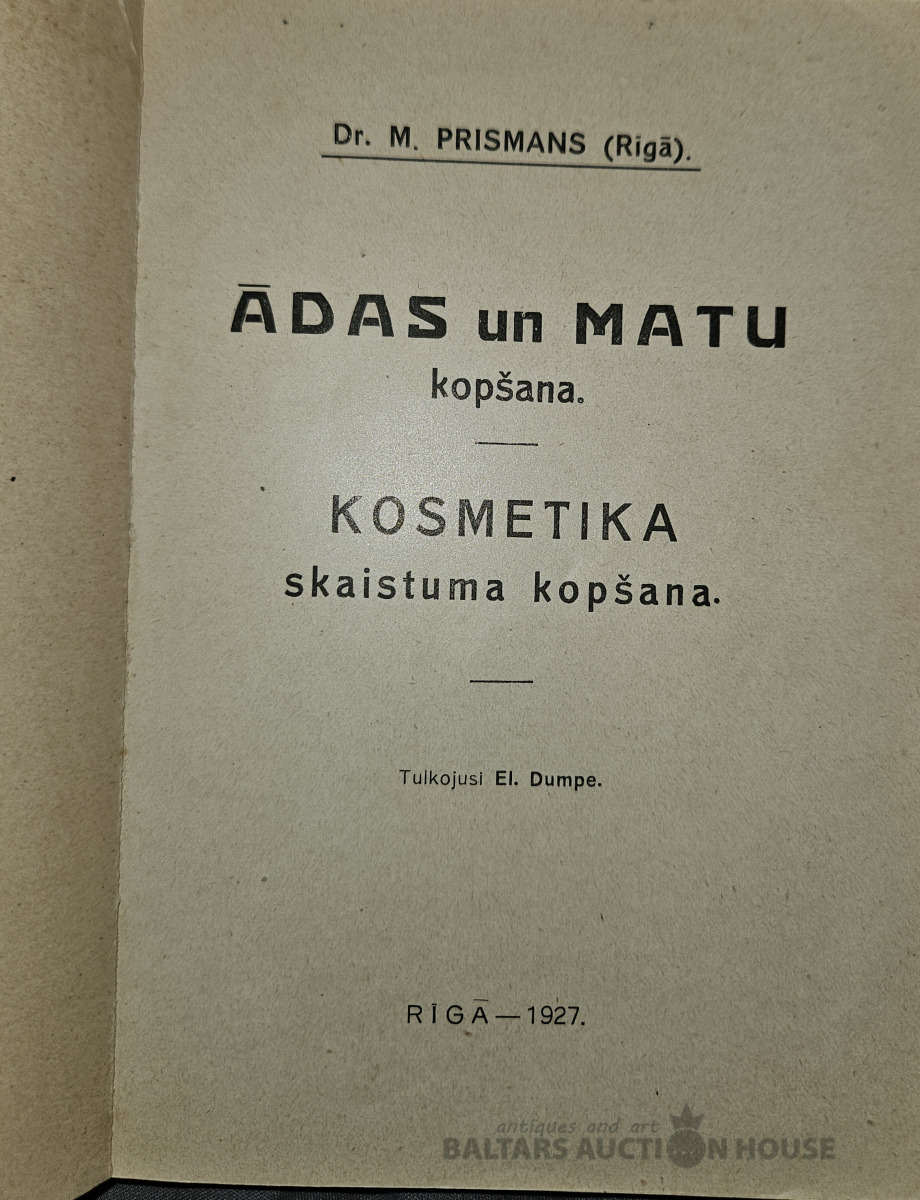 Dr. M. PRISMANS (Rīgā).
ĀDAS un MATU
kopšana.
KOSMETIKA
skaistuma kopšana.
Tulkojusi El. Dumpe.
RĪGĀ—1927.
antiques and art
BALTARS AUCTION HOUSE